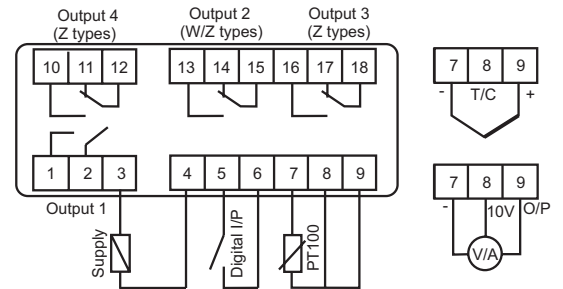 Output 4 Output 2 Output 3
(Z types) (W/Z types) (Z types)
10 11 12 13 14 15 16 17 18
7 8 9
- T/C +
1 2 3 4 5 6 7 8 9
Output 1
Supply
Digital I/P
PT100
7 8 9
- 10V O/P
V/A